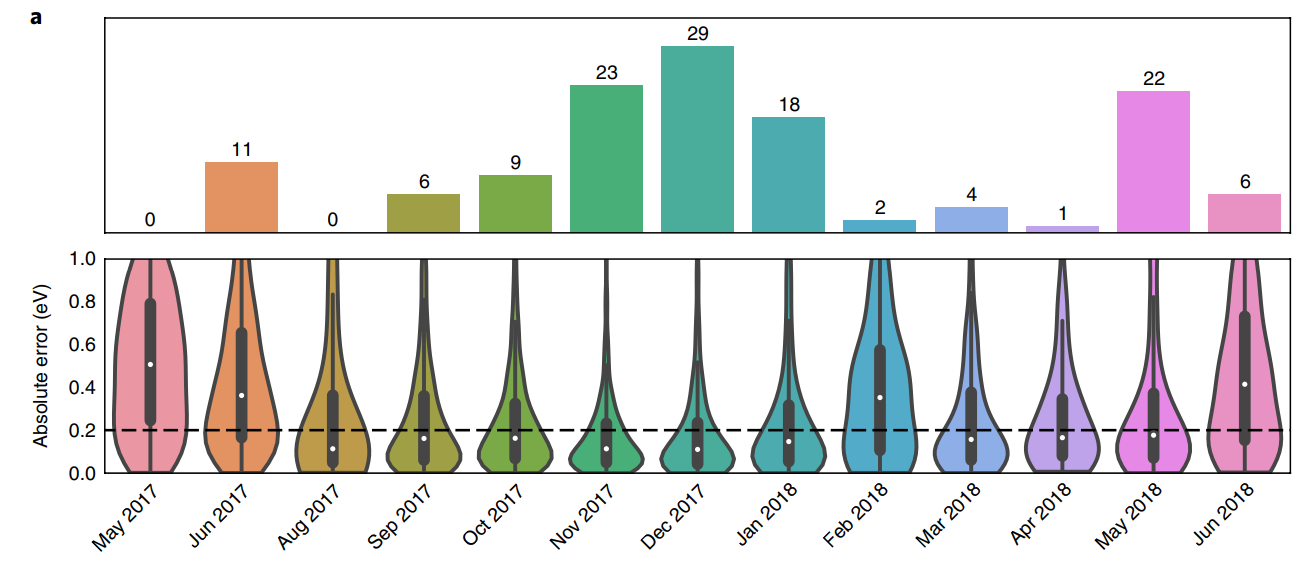 a
29
23
22
18
11
9
6
6
4
2
1
0
0
1.0
0.8
0.6
0.4
0.2
0.0
Absolute error (eV)
May 2017
Jun 2017
Aug 2017
Sep 2017
Oct 2017
Nov 2017
Dec 2017
Jan 2018
Feb 2018
Mar 2018
Apr 2018
May 2018
Jun 2018